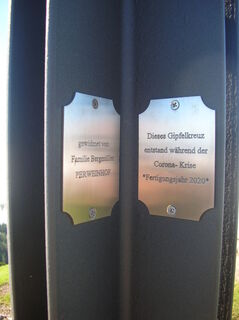 gewidmet von
Familie Bergmüller
PERWEINHOF
Dieses Gipfelkreuz
entstand während der
Corona- Krise
"Fertigungsjahr 2020"